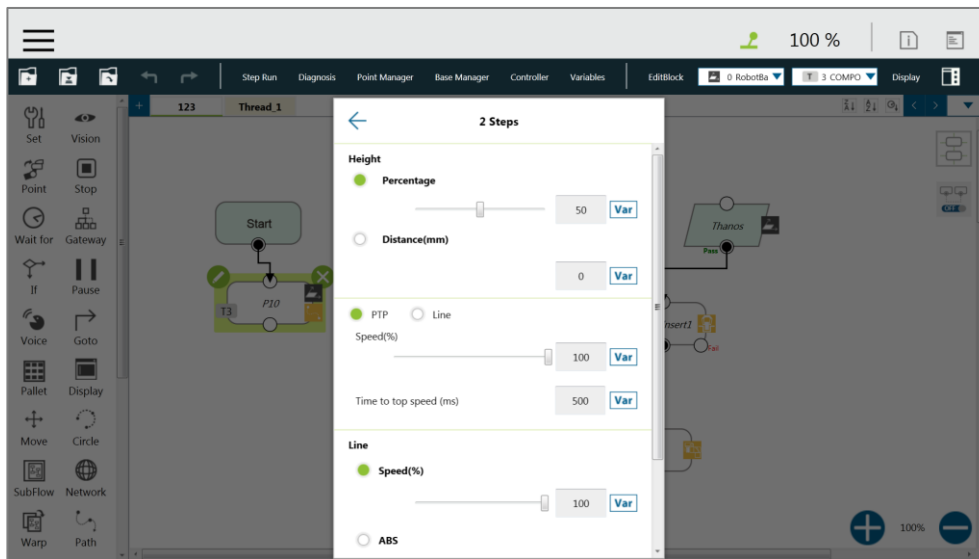 100 %
Step Run Diagnosis Point Manager Base Manager Controller Variables EditBlock 0 RobotBa T 3 COMPO Display
123 Thread_1
2 Steps
Set Vision
Point Stop
Wait for Gateway
If Pause
Voice Goto
Pallet Display
Move Circle
SubFlow Network
Warp Path
Start
T3 P10
Height
Percentage
50 Var
Distance(mm)
0 Var
PTP Line
Speed(%)
100 Var
Time to top speed (ms) 500 Var
Line
Speed(%)
100 Var
ABS
Thanos
Pass
nsert1
Fail
OFF
100%